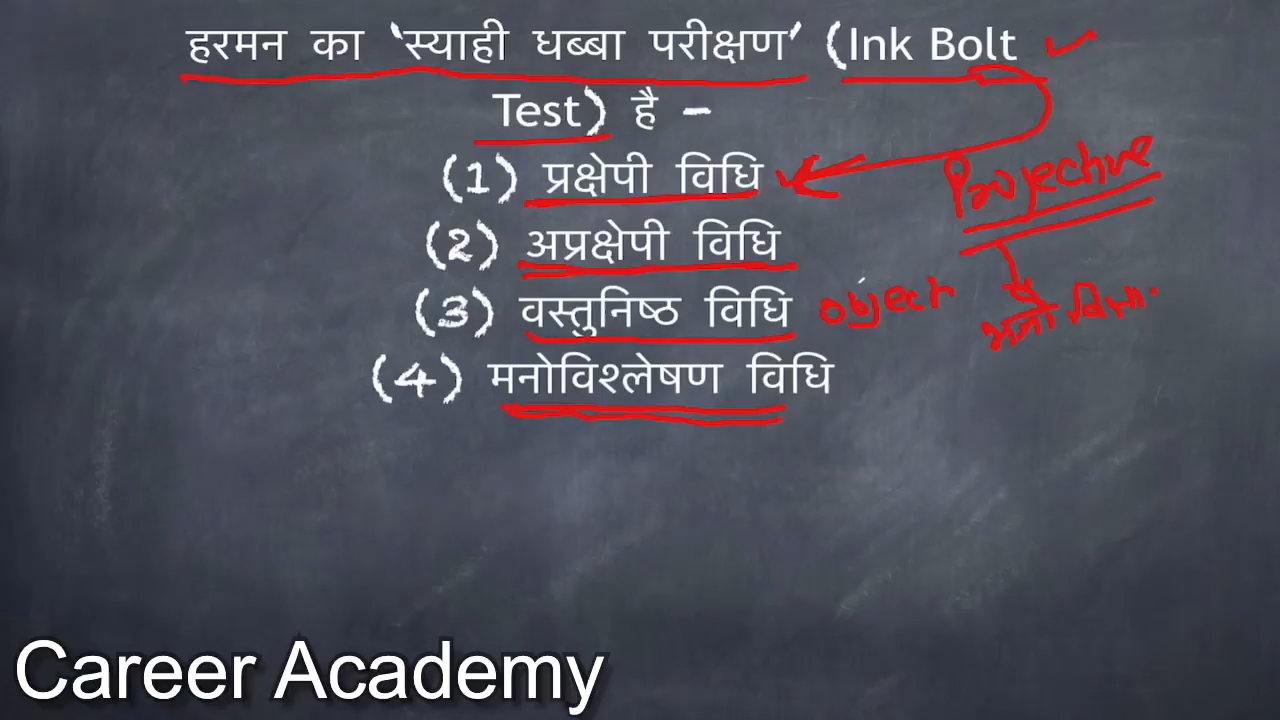 हरमन का 'स्याही धब्बा परीक्षण' (Ink Bolt
Test) है -
(1) प्रक्षेपी विधि
Projective
(2) अप्रक्षेपी विधि
(3) वस्तुनिष्ठ विधि object
(4) मनोविश्लेषण विधि
Career Academy